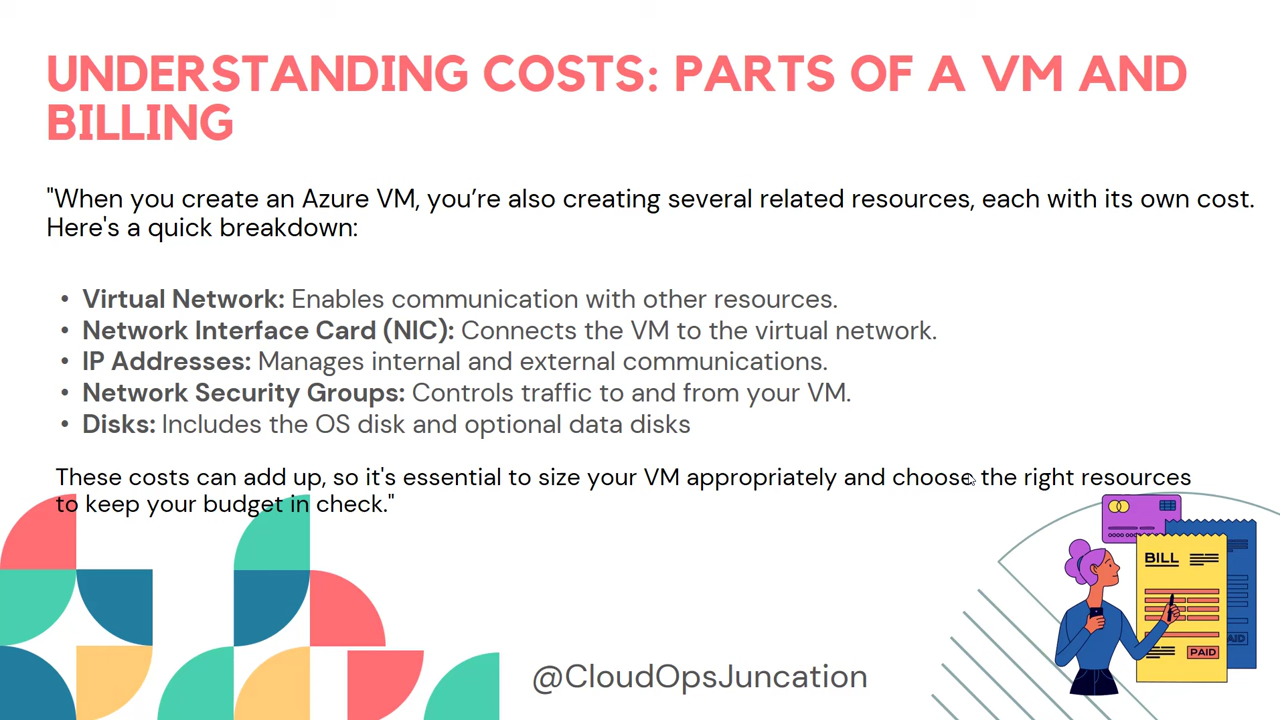 UNDERSTANDING COSTS: PARTS OF A VM AND
BILLING
"When you create an Azure VM, you’re also creating several related resources, each with its own cost.
Here's a quick breakdown:
• Virtual Network: Enables communication with other resources.
• Network Interface Card (NIC): Connects the VM to the virtual network.
• IP Addresses: Manages internal and external communications.
• Network Security Groups: Controls traffic to and from your VM.
• Disks: Includes the OS disk and optional data disks
These costs can add up, so it's essential to size your VM appropriately and choose the right resources
to keep your budget in check."
BILL
PAID
AID
@CloudOpsJuncation